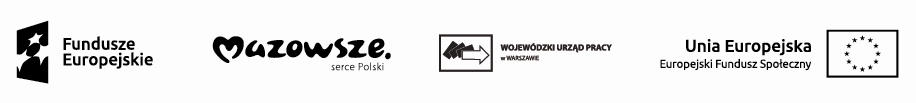 Fundusze
Europejskie
Mazowsze.
serce Polski
WOJEWÓDZKI URZĄD PRACY
w WARSZAWIE
Unia Europejska
Europejski Fundusz Społeczny